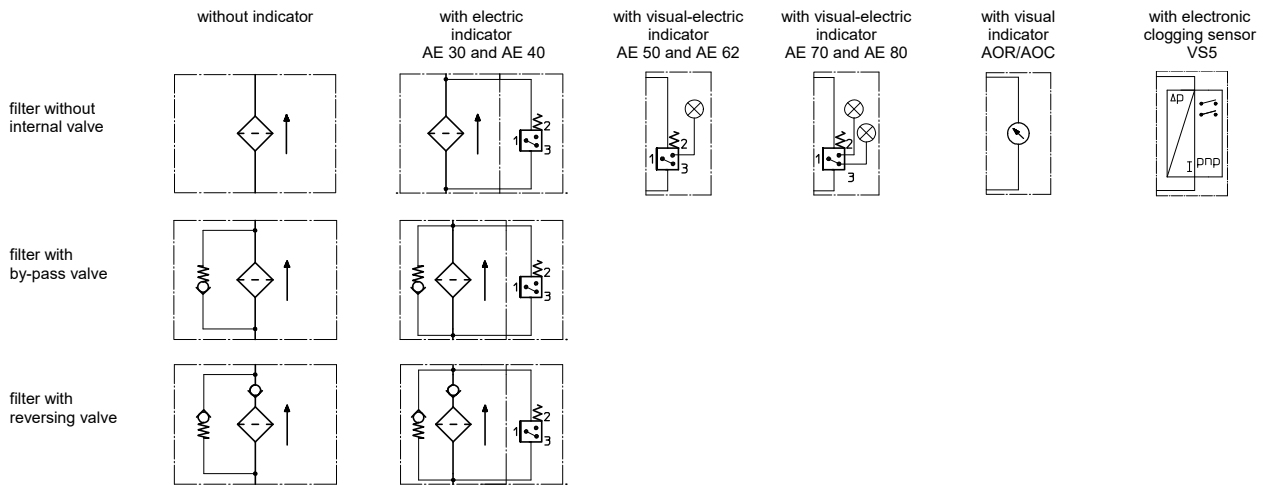 without indicator
with electric
indicator
AE 30 and AE 40
with visual-electric
indicator
AE 50 and AE 62
with visual-electric
indicator
AE 70 and AE 80
with visual
indicator
AOR/AOC
with electronic
clogging sensor
VS5
filter without
internal valve
1
2
3
1
2
3
1
2
3
Δp
I
pnp
filter with
by-pass valve
1
2
3
filter with
reversing valve
1
2
3